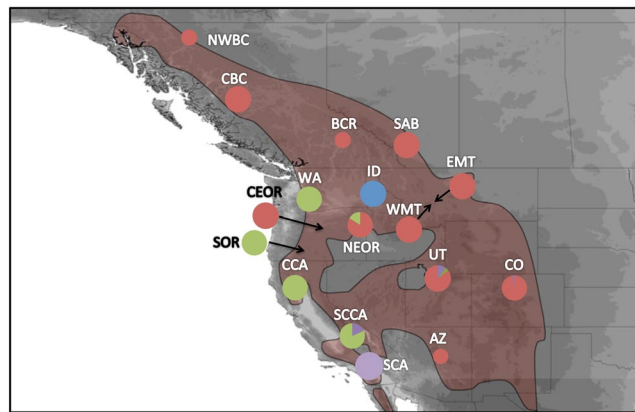 NWBC
CBC
BCR
SAB
EMT
WA
ID
CEOR
WMT
SOR
NEOR
UT
CCA
CO
SCCA
AZ
SCA